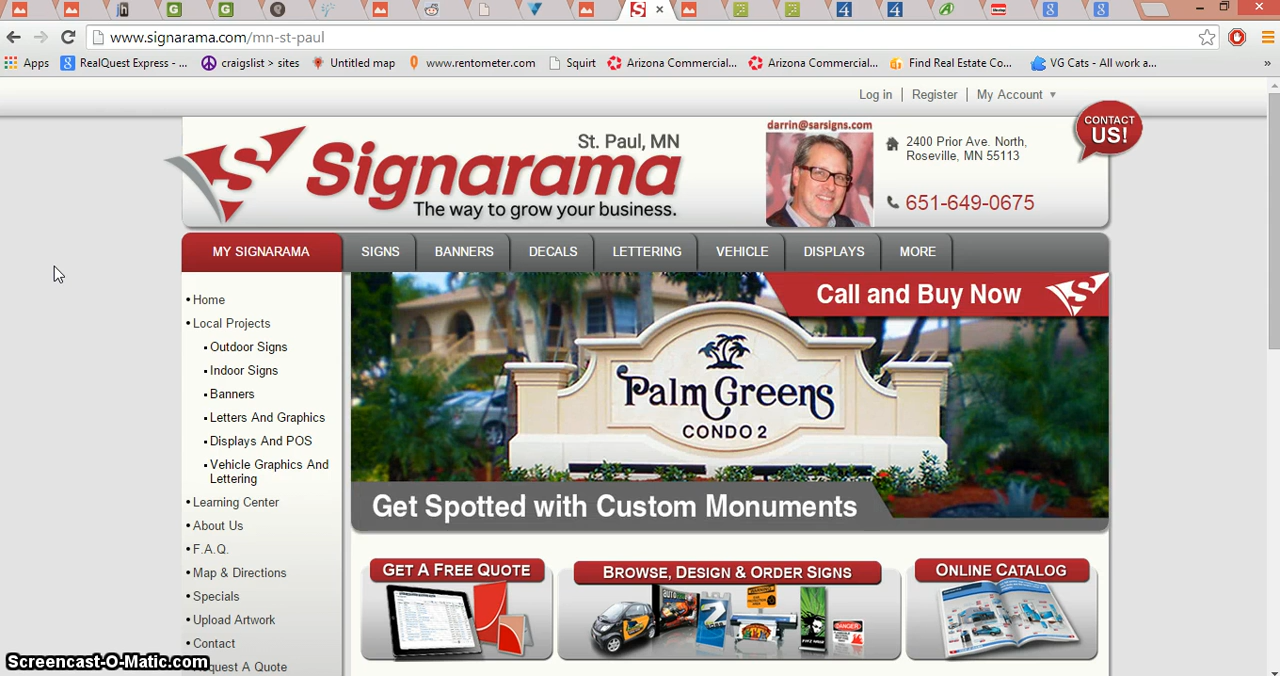 www.signarama.com/mn-st-paul
Apps RealQuest Express - ... craigslist > sites Untitled map www.rentometer.com Squirt Arizona Commercial... Arizona Commercial... Find Real Estate Co... VG Cats - All work a... »
Log in | Register | My Account
CONTACT
US!
St. Paul, MN
Signarama
The way to grow your business.
darrin@sarsigns.com
2400 Prior Ave. North,
Roseville, MN 55113
651-649-0675
MY SIGNARAMA SIGNS BANNERS DECALS LETTERING VEHICLE DISPLAYS MORE
• Home
• Local Projects
▪ Outdoor Signs
▪ Indoor Signs
▪ Banners
▪ Letters And Graphics
▪ Displays And POS
▪ Vehicle Graphics And
Lettering
• Learning Center
• About Us
• F.A.Q.
• Map & Directions
• Specials
• Upload Artwork
• Contact
equest A Quote
Call and Buy Now
Palm Greens
CONDO 2
Get Spotted with Custom Monuments
GET A FREE QUOTE
BROWSE, DESIGN & ORDER SIGNS
ONLINE CATALOG
DANGER
Screencast-O-Matic.com